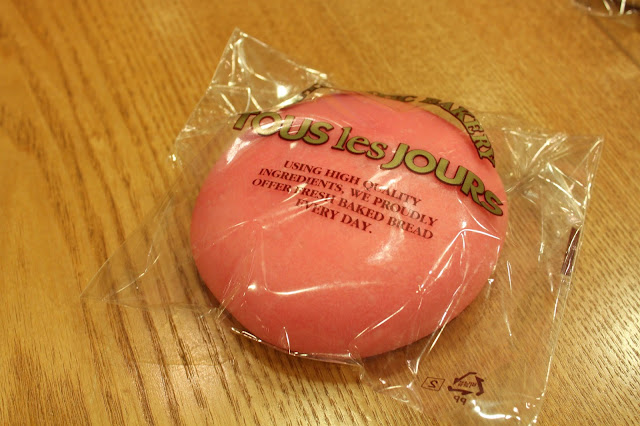 BAKERY
TOUS les JOURS
USING HIGH QUALITY
INGREDIENTS, WE PROUDLY
OFFER FRESH BAKED BREAD
EVERY DAY.